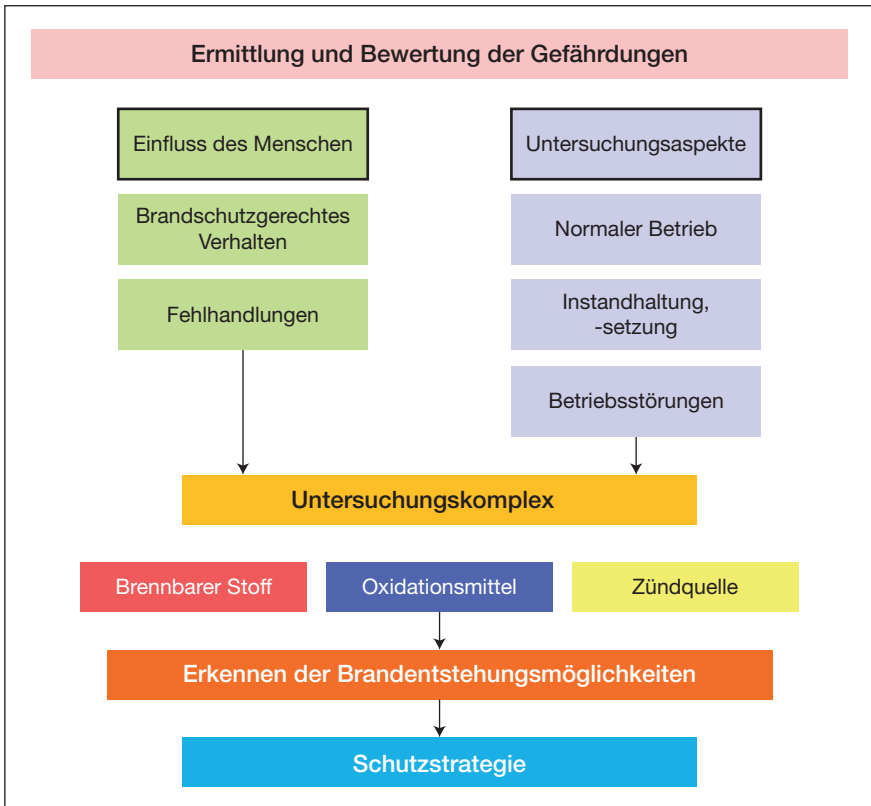 Ermittlung und Bewertung der Gefährdungen
Einfluss des Menschen
Untersuchungsaspekte
Brandschutzgerechtes
Verhalten
Normaler Betrieb
Fehlhandlungen
Instandhaltung,
-setzung
Betriebsstörungen
Untersuchungskomplex
Brennbarer Stoff
Oxidationsmittel
Zündquelle
Erkennen der Brandentstehungsmöglichkeiten
Schutzstrategie